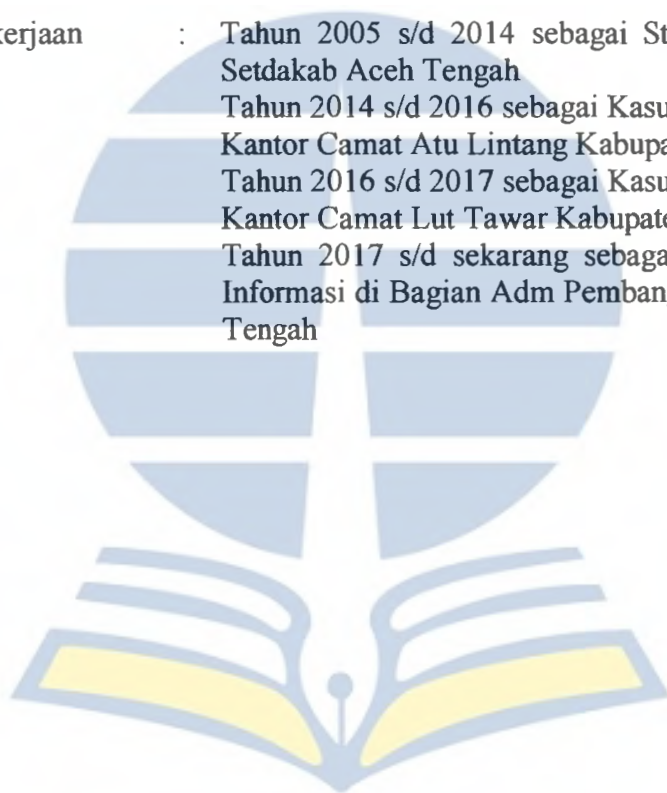 kerjaan : Tahun 2005 s/d 2014 sebagai St
Setdakab Aceh Tengah
Tahun 2014 s/d 2016 sebagai Kasu
Kantor Camat Atu Lintang Kabupa
Tahun 2016 s/d 2017 sebagai Kasu
Kantor Camat Lut Tawar Kabupate
Tahun 2017 s/d sekarang sebaga
Informasi di Bagian Adm Pemban
Tengah